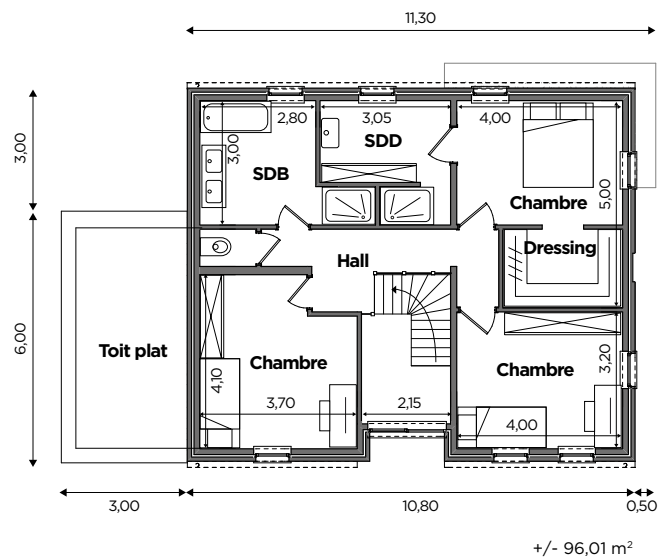 11,30
3,00
2,80
3,05
4,00
SDD
3,00
SDB
5,00
Chambre
Dressing
Hall
6,00
Toit plat
Chambre
Chambre
3,20
4,10
3,70
2,15
4,00
3,00
10,80
0,50
+/- 96,01 m²